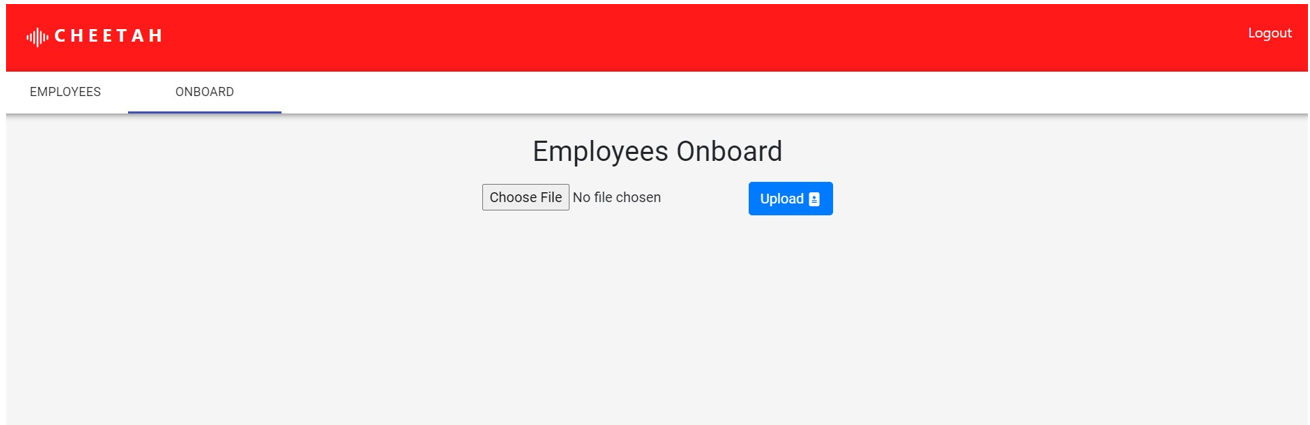 CHEETAH
Logout
EMPLOYEES ONBOARD
Employees Onboard
Choose File No file chosen Upload